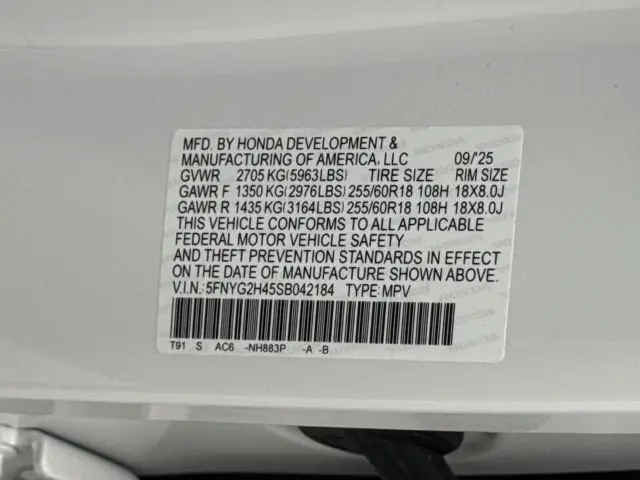 MFD. BY HONDA DEVELOPMENT &
MANUFACTURING OF AMERICA, LLC 09/'25
GVWR 2705 KG(5963LBS) TIRE SIZE RIM SIZE
GAWR F 1350 KG(2976LBS) 255/60R18 108H 18X8.0J
GAWR R 1435 KG(3164LBS) 255/60R18 108H 18X8.0J
THIS VEHICLE CONFORMS TO ALL APPLICABLE
FEDERAL MOTOR VEHICLE SAFETY
AND THEFT PREVENTION STANDARDS IN EFFECT
ON THE DATE OF MANUFACTURE SHOWN ABOVE.
V.I.N.: 5FNYG2H45SB042184 TYPE: MPV
T91 S AC6 -NH883P -A -B